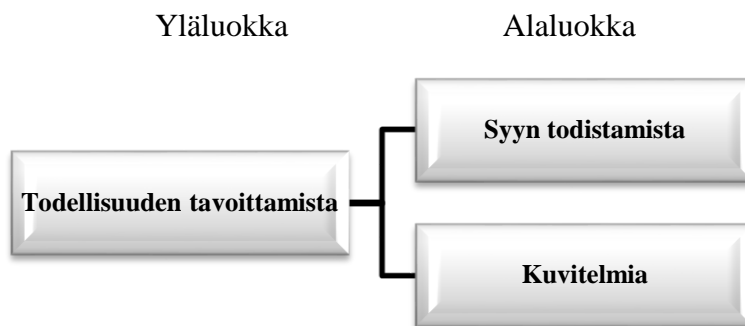 Yläluokka
Alaluokka
Syyn todistamista
Todellisuuden tavoittamista
Kuvitelmia